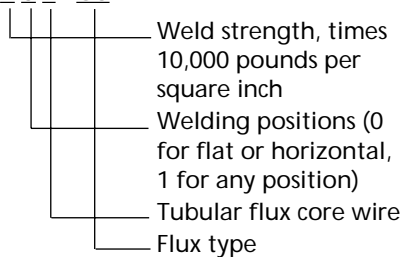 Weld strength, times
10,000 pounds per
square inch
Welding positions (0
for flat or horizontal,
1 for any position)
Tubular flux core wire
Flux type